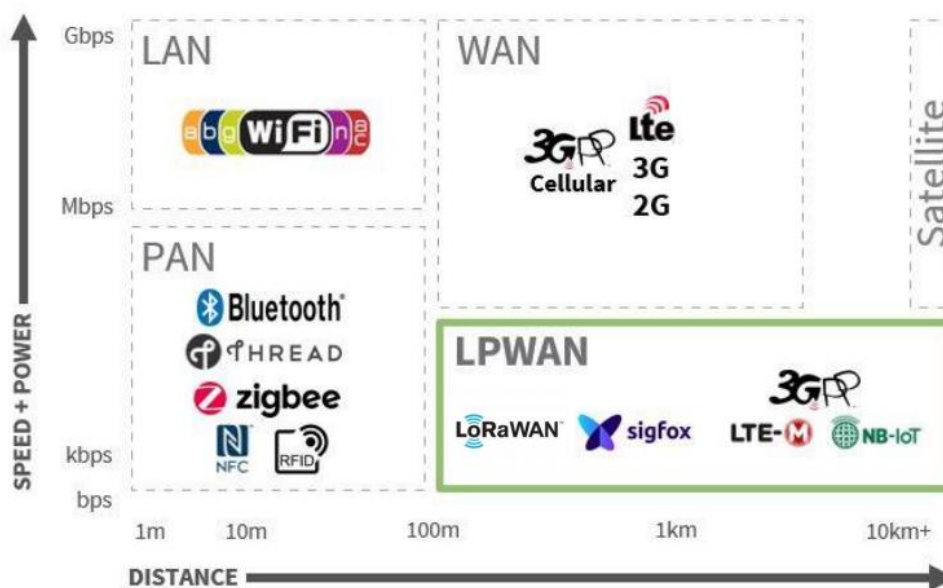 Gbps
LAN
WAN
Satellite
a b g WiFi n ac
3GPP
Cellular
Lte
3G
2G
Mbps
PAN
Bluetooth
THREAD
zigbee
NFC
RFID
LPWAN
3GPP
LoRaWAN
sigfox
LTE-M
NB-IoT
SPEED + POWER
kbps
bps
1m 10m 100m 1km 10km+
DISTANCE